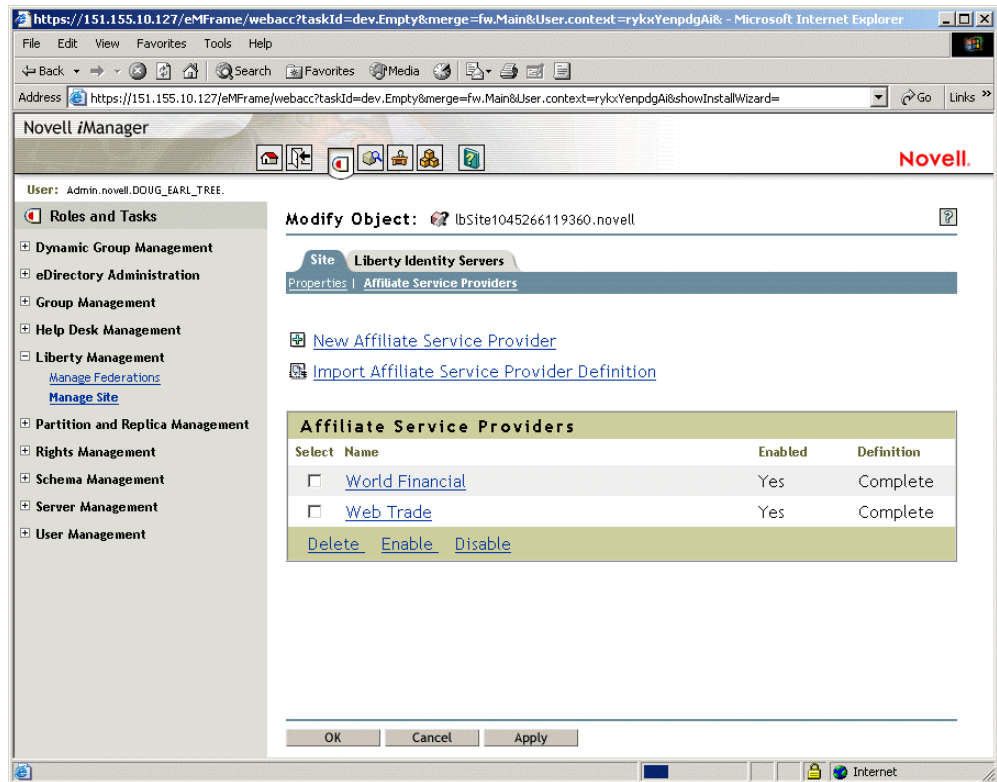 https://151.155.10.127/eMFrame/webacc?taskId=dev.Empty&merge=fw.Main&User.context=rykxYenpdgAi& - Microsoft Internet Explorer
File Edit View Favorites Tools Help
Back Search Favorites Media
Address https://151.155.10.127/eMFrame/webacc?taskId=dev.Empty&merge=fw.Main&User.context=rykxYenpdgAi&showInstallWizard= Go Links »
Novell iManager
Novell.
User: Admin.novell.DOUG_EARL_TREE.
Roles and Tasks
Dynamic Group Management
eDirectory Administration
Group Management
Help Desk Management
Liberty Management
Manage Federations
Manage Site
Partition and Replica Management
Rights Management
Schema Management
Server Management
User Management
Modify Object: lbSite1045266119360.novell ?
Site Liberty Identity Servers
Properties | Affiliate Service Providers
New Affiliate Service Provider
Import Affiliate Service Provider Definition
Affiliate Service Providers
Select Name Enabled Definition
World Financial Yes Complete
Web Trade Yes Complete
Delete Enable Disable
OK Cancel Apply
Internet